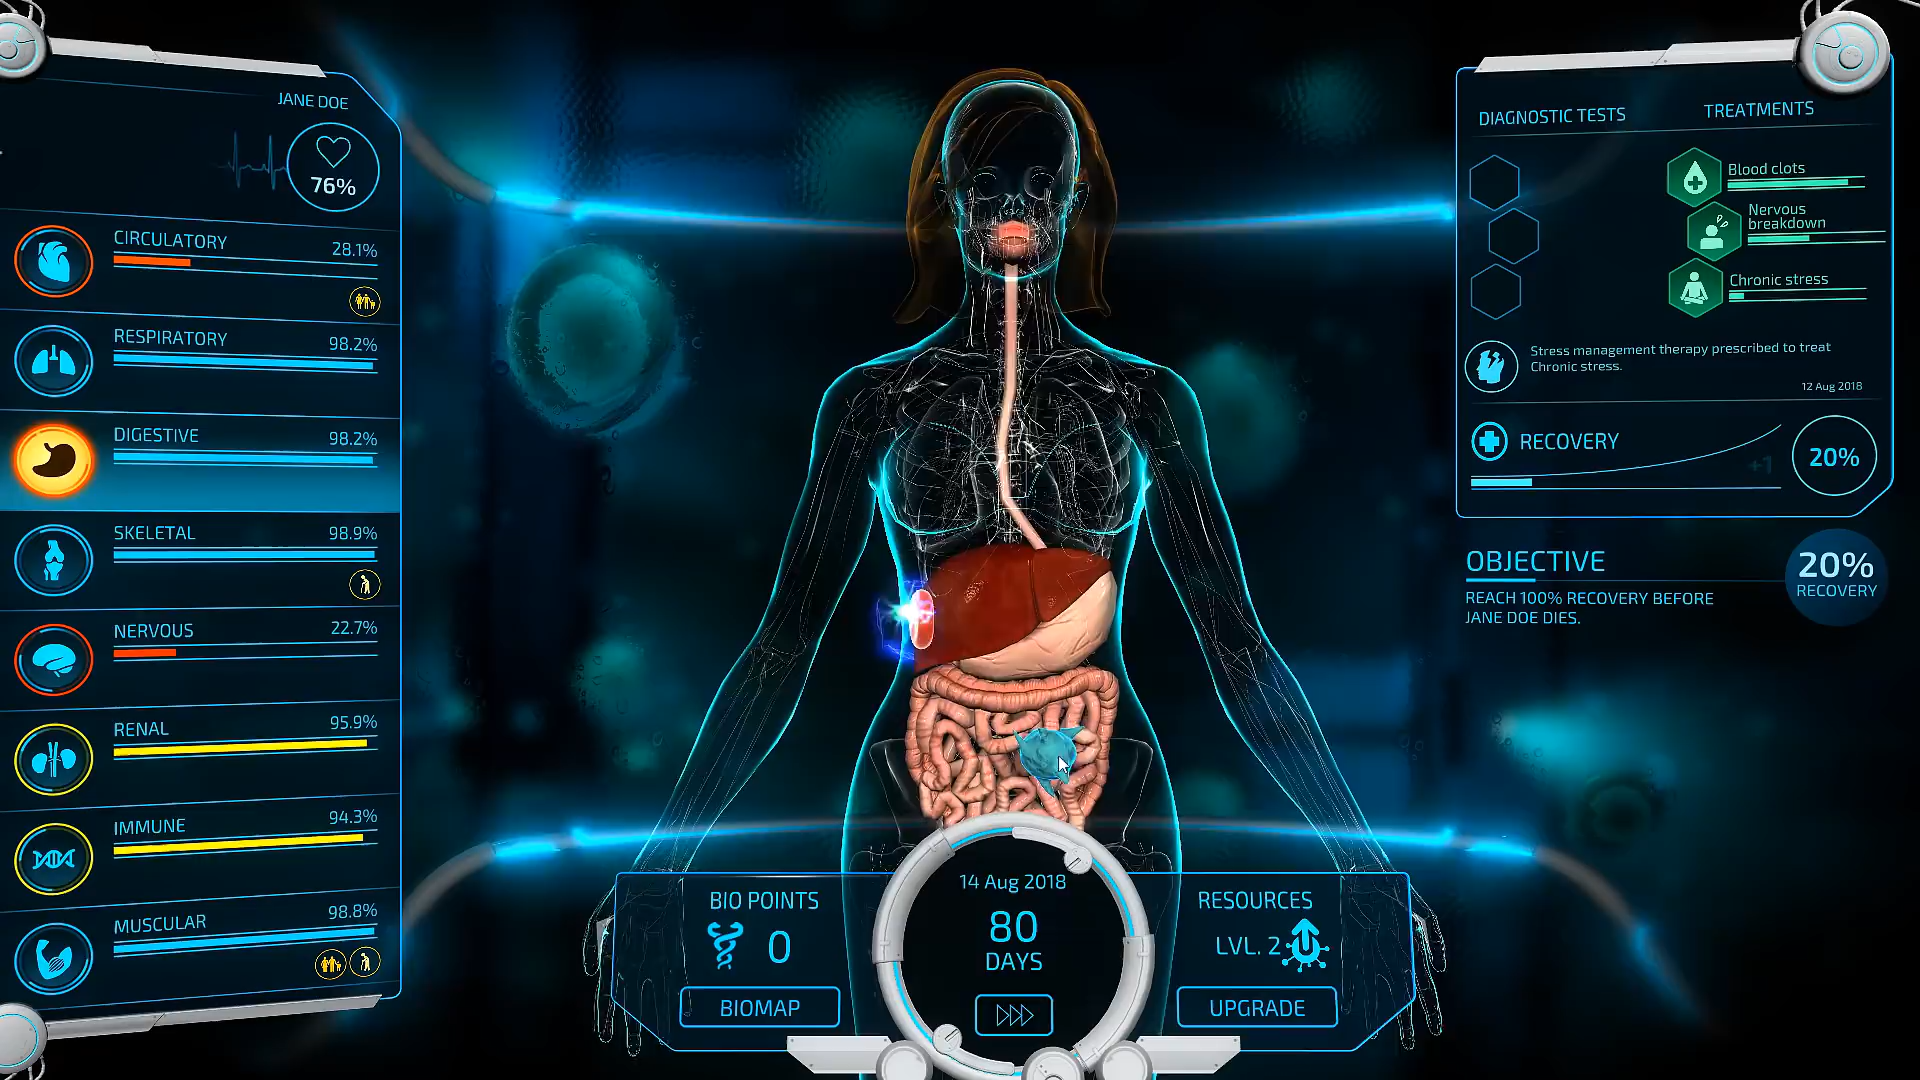 JANE DOE
76%
CIRCULATORY
28.1%
RESPIRATORY
98.2%
DIGESTIVE
98.2%
SKELETAL
98.9%
NERVOUS
22.7%
RENAL
95.9%
IMMUNE
94.3%
MUSCULAR
98.8%
DIAGNOSTIC TESTS
TREATMENTS
Blood clots
Nervous
breakdown
Chronic stress
Stress management therapy prescribed to treat
Chronic stress.
12 Aug 2018
RECOVERY
+1
20%
OBJECTIVE
REACH 100% RECOVERY BEFORE
JANE DOE DIES.
20%
RECOVERY
BIO POINTS
0
BIOMAP
14 Aug 2018
80
DAYS
RESOURCES
LVL. 2
UPGRADE